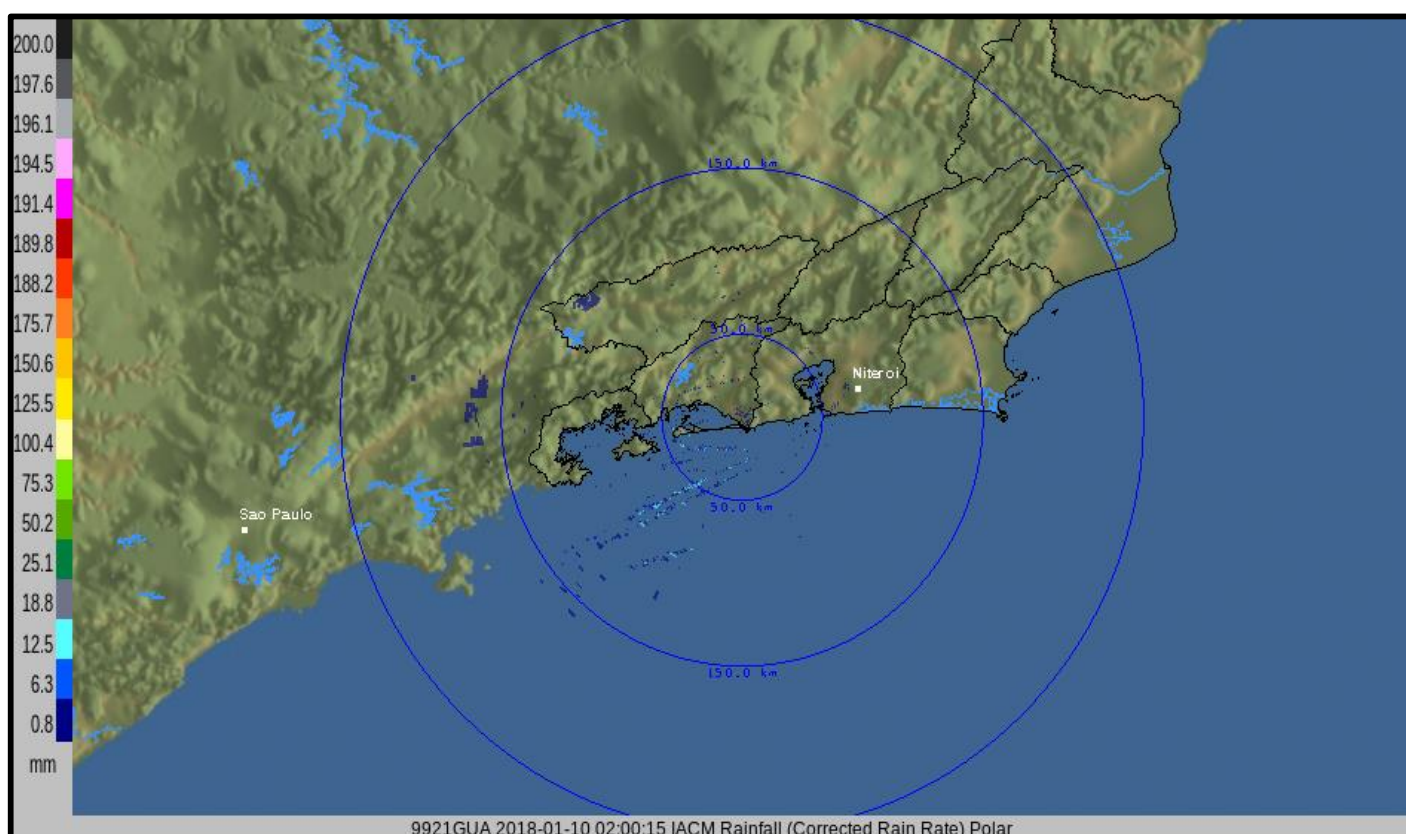 200.0
197.6
196.1
194.5
191.4
189.8
188.2
175.7
150.6
125.5
100.4
75.3
50.2
25.1
18.8
12.5
6.3
0.8
mm
150.0 km
50.0 km
Niteroi
50.0 km
Sao Paulo
150.0 km
9921GUA 2018-01-10 02:00:15 IACM Rainfall (Corrected Rain Rate) Polar